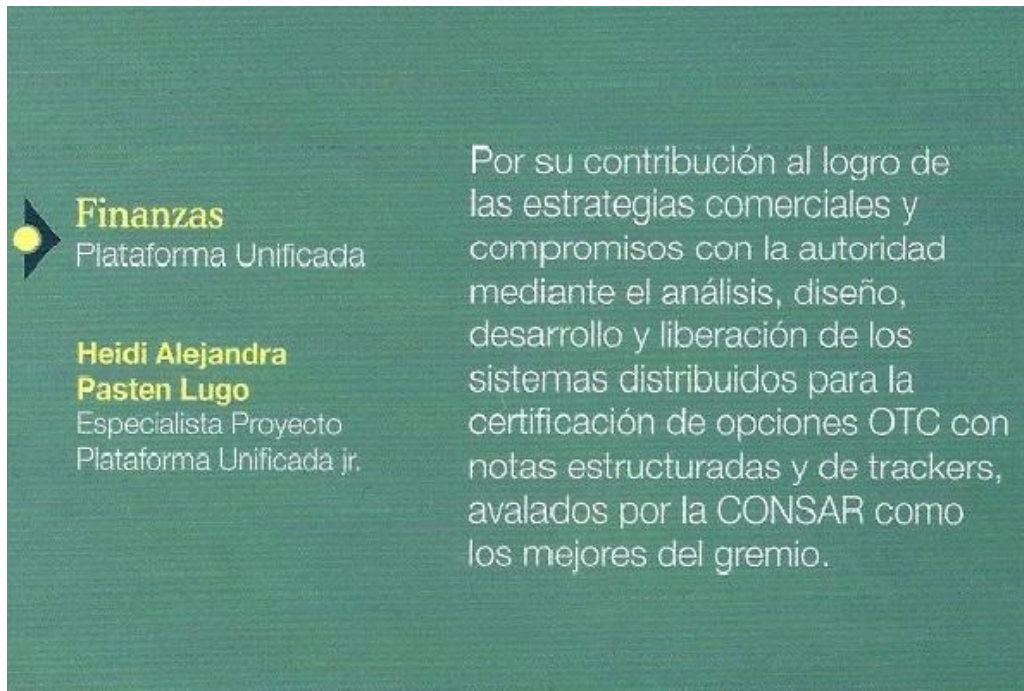 Finanzas
Plataforma Unificada
Heidi Alejandra
Pasten Lugo
Especialista Proyecto
Plataforma Unificada jr.
Por su contribución al logro de
las estrategias comerciales y
compromisos con la autoridad
mediante el análisis, diseño,
desarrollo y liberación de los
sistemas distribuidos para la
certificación de opciones OTC con
notas estructuradas y de trackers,
avalados por la CONSAR como
los mejores del gremio.